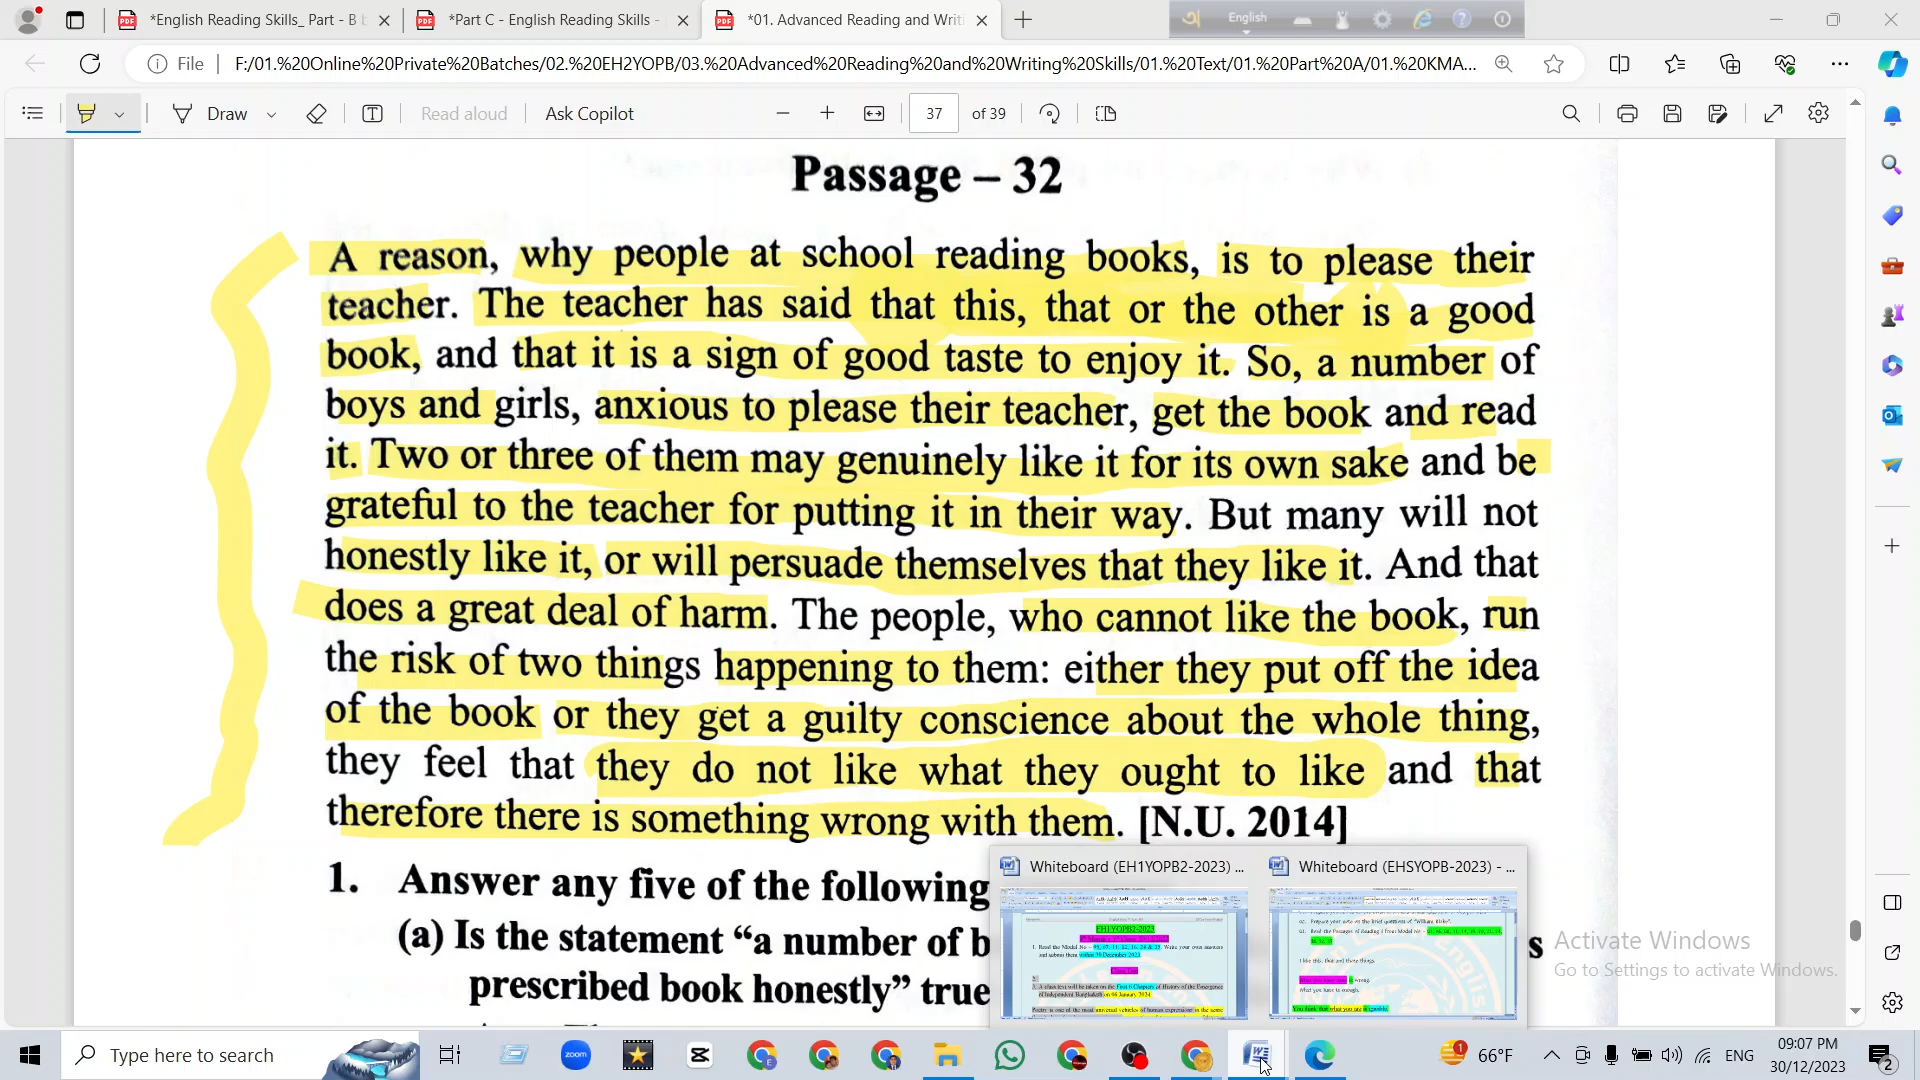 *English Reading Skills_ Part - B
*Part C - English Reading Skills -
*01. Advanced Reading and Writi
English
File
F:/01.%20Online%20Private%20Batches/02.%20EH2YOPB/03.%20Advanced%20Reading%20and%20Writing%20Skills/01.%20Text/01.%20Part%20A/01.%20KMA...
Draw
Read aloud
Ask Copilot
37
of 39
Passage – 32
A reason, why people at school reading books, is to please their
teacher. The teacher has said that this, that or the other is a good
book, and that it is a sign of good taste to enjoy it. So, a number of
boys and girls, anxious to please their teacher, get the book and read
it. Two or three of them may genuinely like it for its own sake and be
grateful to the teacher for putting it in their way. But many will not
honestly like it, or will persuade themselves that they like it. And that
does a great deal of harm. The people, who cannot like the book, run
the risk of two things happening to them: either they put off the idea
of the book or they get a guilty conscience about the whole thing,
they feel that they do not like what they ought to like and that
therefore there is something wrong with them. [N.U. 2014]
1. Answer any five of the following
(a) Is the statement “a number of b
prescribed book honestly” true
Whiteboard (EH1YOPB2-2023) ...
Whiteboard (EHSYOPB-2023) - ...
EH1YOPB2-2023
Activate Windows
Go to Settings to activate Windows.
Type here to search
zoom
66°F
ENG
09:07 PM
30/12/2023
2